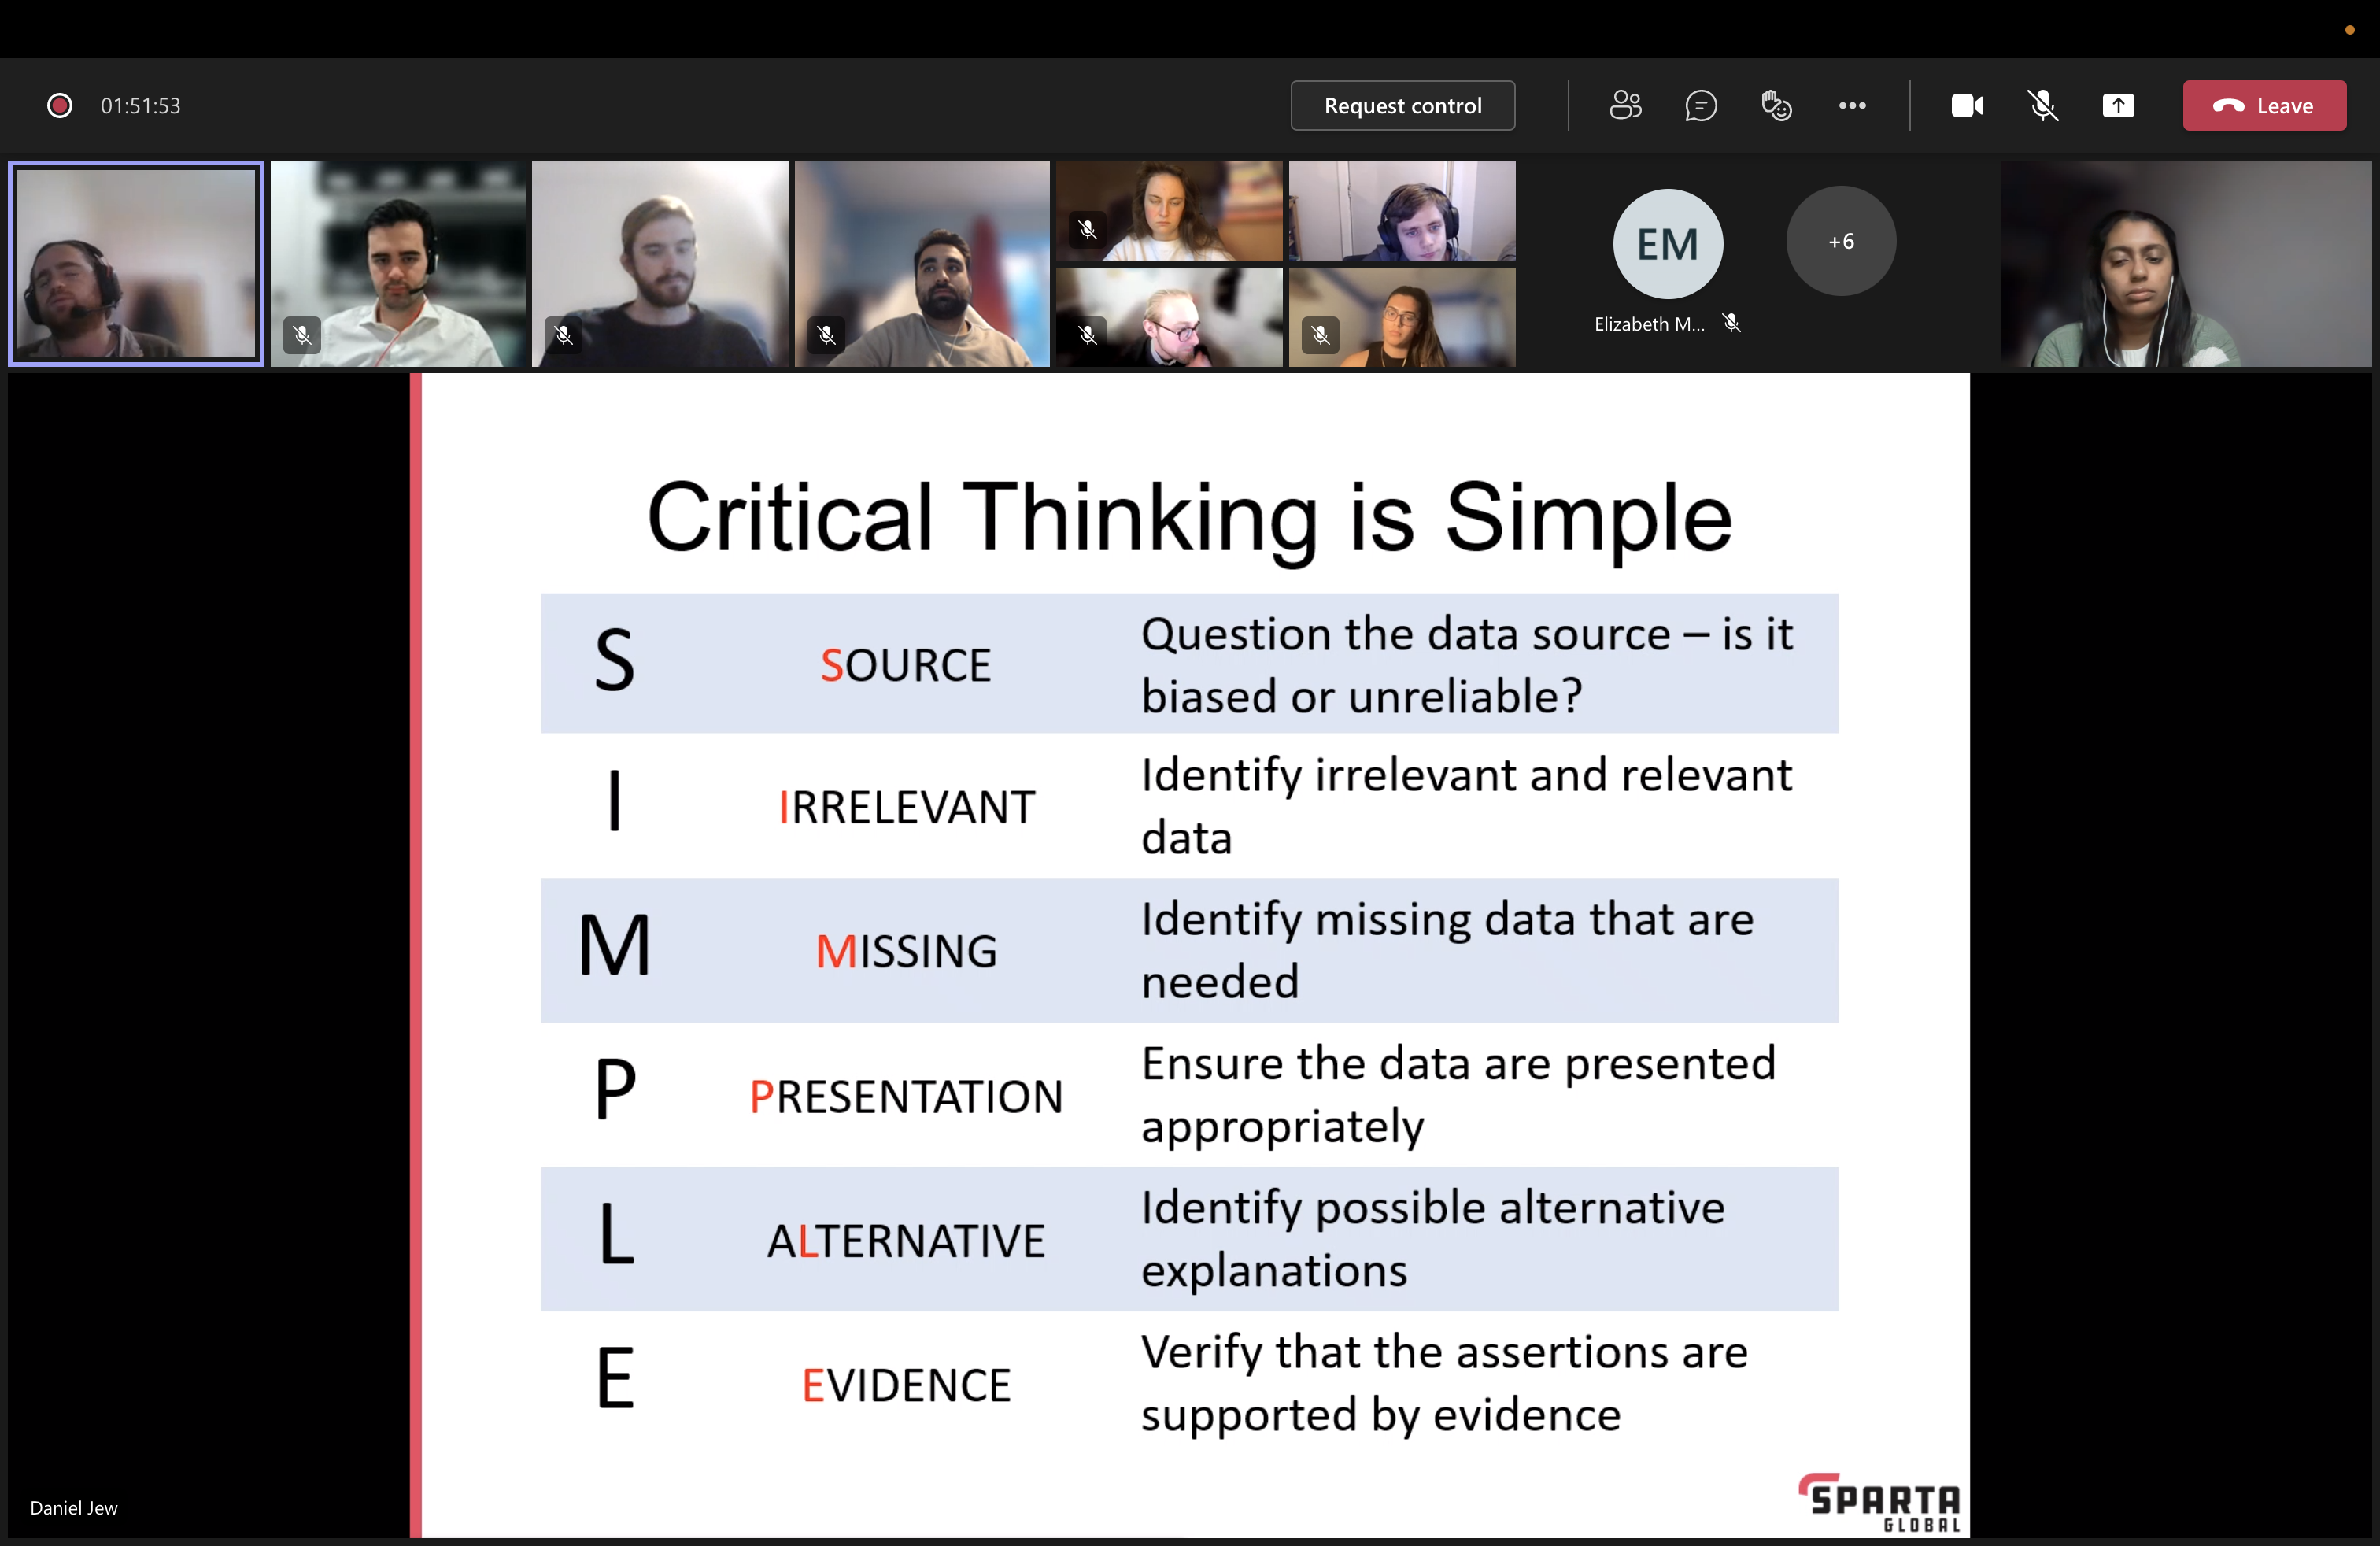 01:51:53
Request control
Leave
EM
+6
Elizabeth M...
Critical Thinking is Simple
S
SOURCE
Question the data source – is it
biased or unreliable?
I
IRRELEVANT
Identify irrelevant and relevant
data
M
MISSING
Identify missing data that are
needed
P
PRESENTATION
Ensure the data are presented
appropriately
L
ALTERNATIVE
Identify possible alternative
explanations
E
EVIDENCE
Verify that the assertions are
supported by evidence
Daniel Jew
SPARTA
GLOBAL